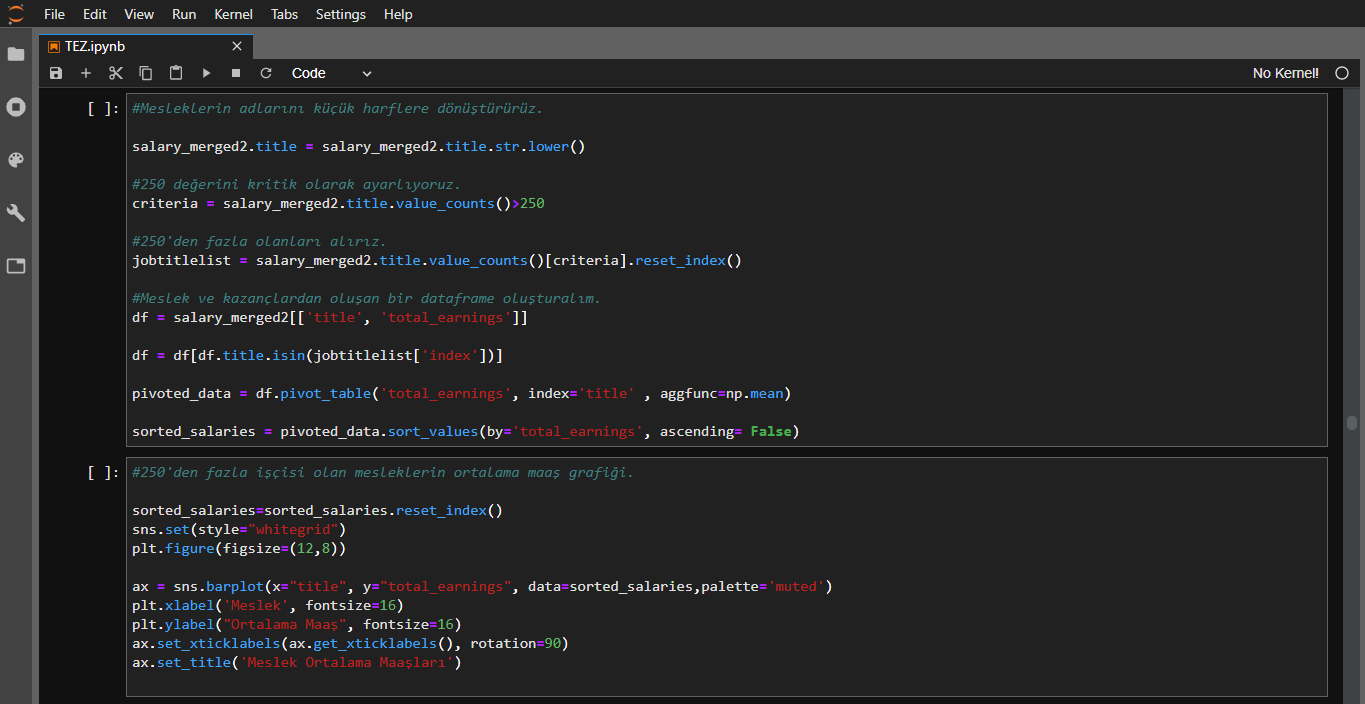 File Edit View Run Kernel Tabs Settings Help
TEZ.ipynb
Code
No Kernel!
[ ]: #Mesleklerin adlarını küçük harflere dönüştürürüz.
salary_merged2.title = salary_merged2.title.str.lower()
#250 değerini kritik olarak ayarlıyoruz.
criteria = salary_merged2.title.value_counts()>250
#250'den fazla olanları alırız.
jobtitlelist = salary_merged2.title.value_counts()[criteria].reset_index()
#Meslek ve kazançlardan oluşan bir dataframe oluşturalım.
df = salary_merged2[['title', 'total_earnings']]
df = df[df.title.isin(jobtitlelist['index'])]
pivoted_data = df.pivot_table('total_earnings', index='title' , aggfunc=np.mean)
sorted_salaries = pivoted_data.sort_values(by='total_earnings', ascending= False)
[ ]: #250'den fazla işçisi olan mesleklerin ortalama maaş grafiği.
sorted_salaries=sorted_salaries.reset_index()
sns.set(style="whitegrid")
plt.figure(figsize=(12,8))
ax = sns.barplot(x="title", y="total_earnings", data=sorted_salaries,palette='muted')
plt.xlabel('Meslek', fontsize=16)
plt.ylabel("Ortalama Maaş", fontsize=16)
ax.set_xticklabels(ax.get_xticklabels(), rotation=90)
ax.set_title('Meslek Ortalama Maaşları')